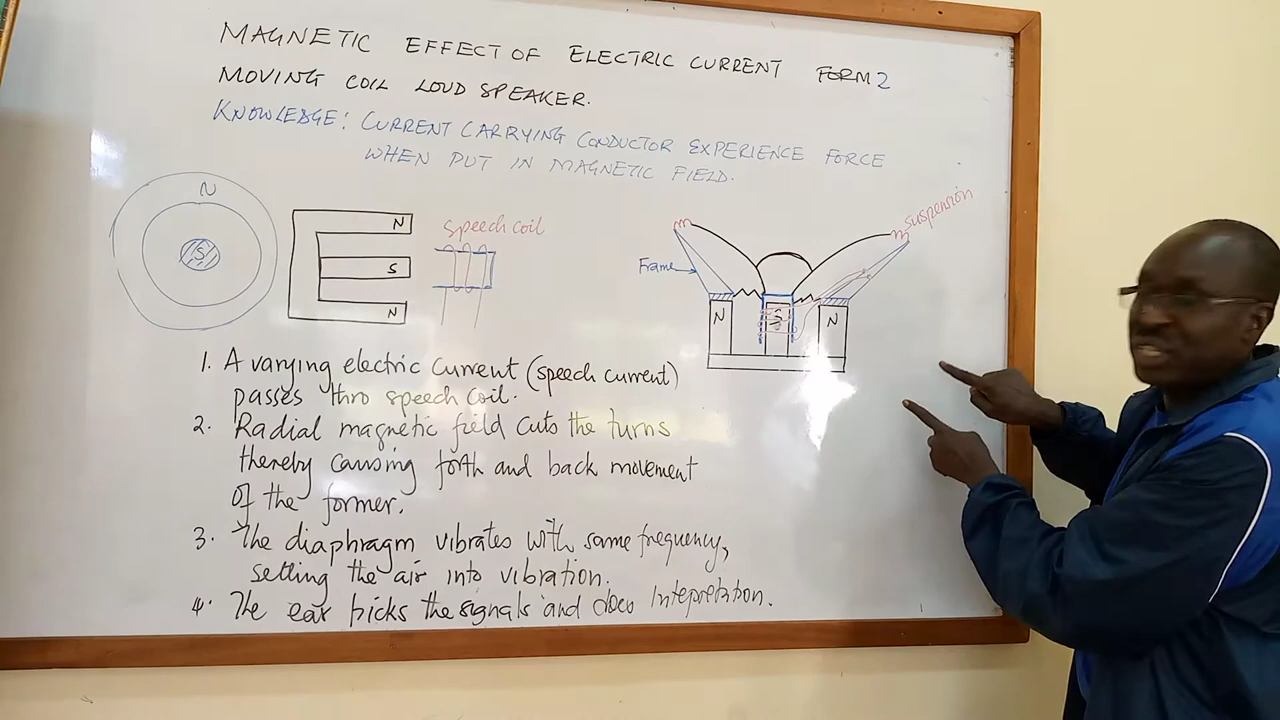 MAGNETIC EFFECT OF ELECTRIC CURRENT FORM 2
MOVING COIL LOUD SPEAKER.
KNOWLEDGE: CURRENT CARRYING CONDUCTOR EXPERIENCE FORCE
WHEN PUT IN MAGNETIC FIELD.
N
S
N
S
N
speech coil
suspension
Frame
N
S
N
1. A varying electric current (speech current)
passes thro speech coil.
2. Radial magnetic field cuts the turns
thereby causing forth and back movement
of the former.
3. The diaphragm vibrates with same frequency,
setting the air into vibration.
4. The ear picks the signals and does Intepretation.